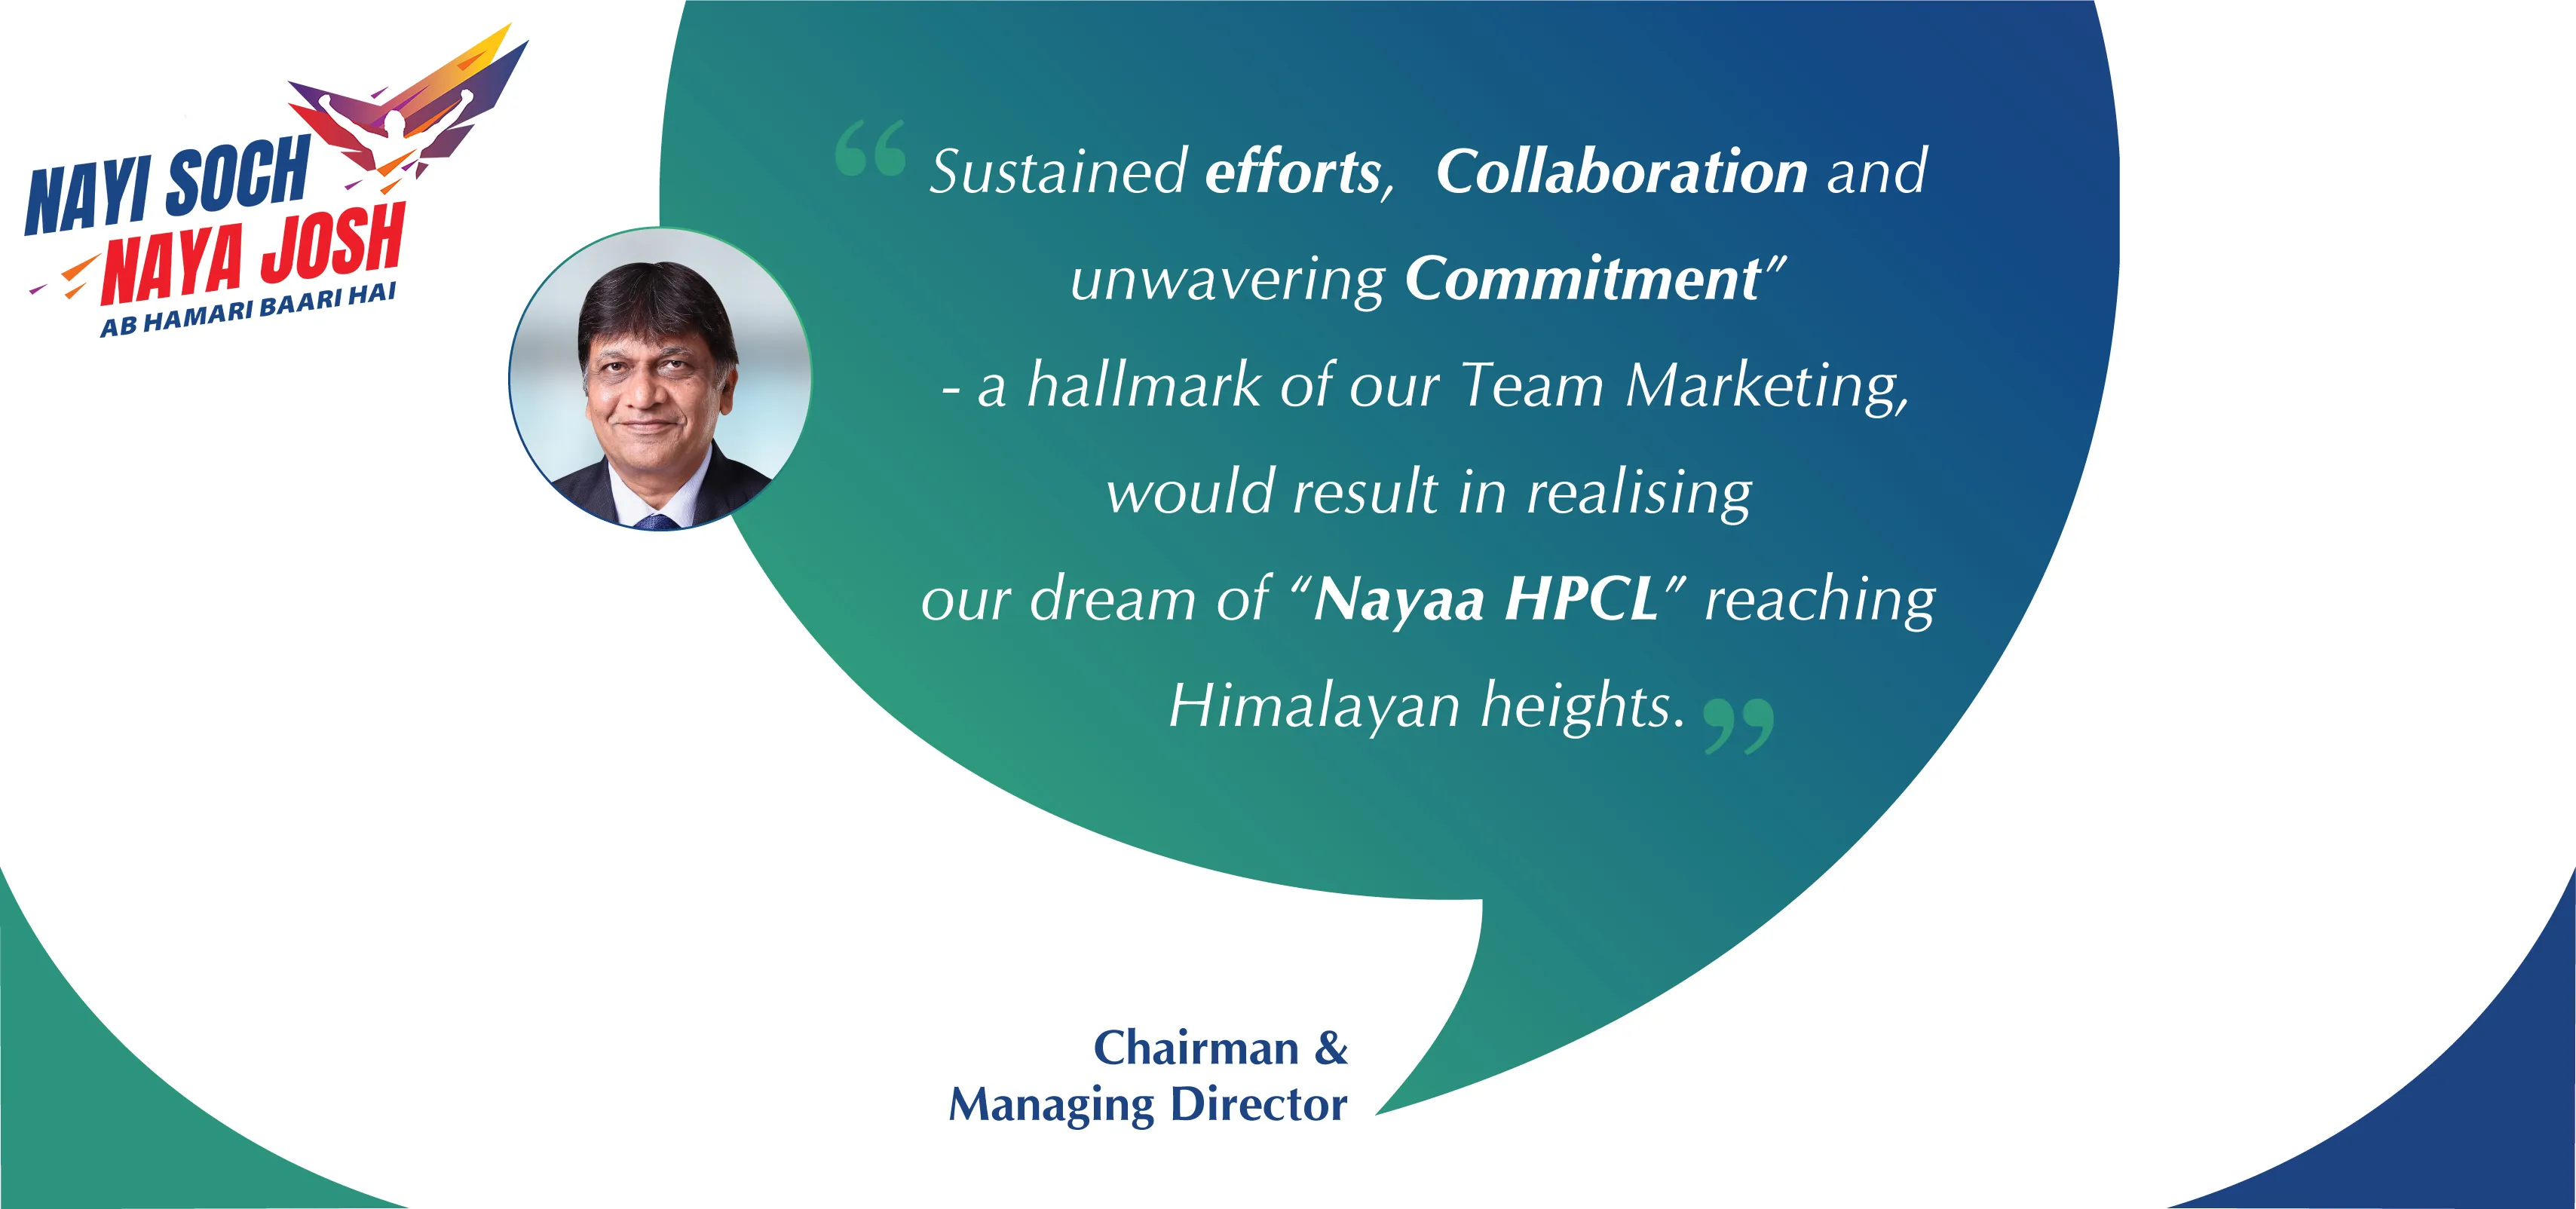 NAYI SOCH
NAYA JOSH
AB HAMARI BAARI HAI
“ Sustained efforts, Collaboration and
unwavering Commitment”
- a hallmark of our Team Marketing,
would result in realising
our dream of “Nayaa HPCL” reaching
Himalayan heights. ”
Chairman &
Managing Director